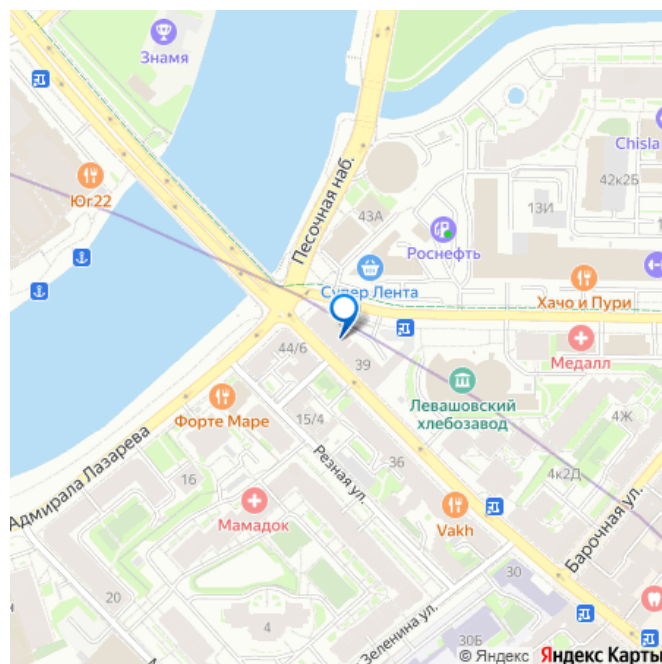 Знамя
Chisla
Юг22
42к2Б
Песочная наб.
43А
13И
Роснефть
Супер Лента
Хачо и Пури
44/6
39
Медалл
Форте Маре
15/4
Левашовский
хлебозавод
4Ж
Адмирала Лазарева
Резная ул.
36
16
4к2Д
Мамадок
Vakh
Барочная ул.
20
4
30
Зеленина ул.
30Б
© Яндекс Яндекс Карты